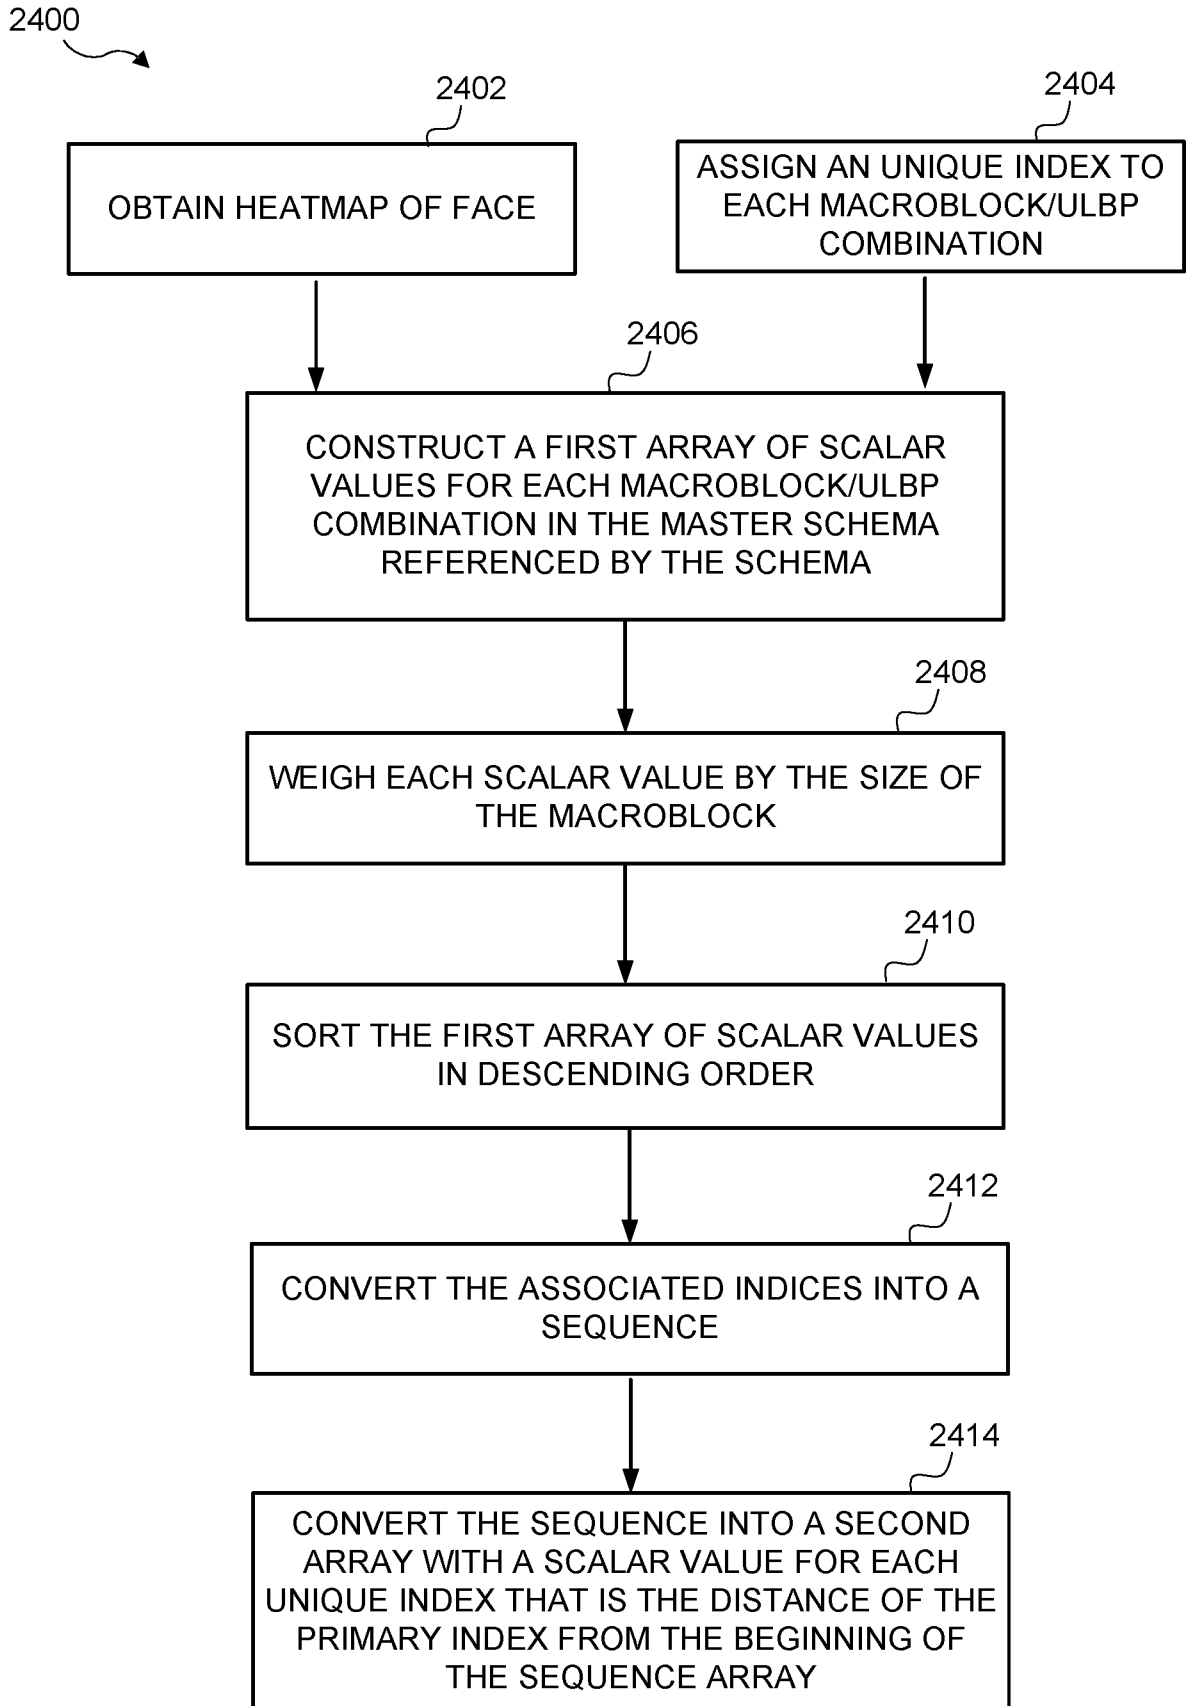 2400
2402
2404
OBTAIN HEATMAP OF FACE
ASSIGN AN UNIQUE INDEX TO
EACH MACROBLOCK/ULBP
COMBINATION
2406
CONSTRUCT A FIRST ARRAY OF SCALAR
VALUES FOR EACH MACROBLOCK/ULBP
COMBINATION IN THE MASTER SCHEMA
REFERENCED BY THE SCHEMA
2408
WEIGH EACH SCALAR VALUE BY THE SIZE OF
THE MACROBLOCK
2410
SORT THE FIRST ARRAY OF SCALAR VALUES
IN DESCENDING ORDER
2412
CONVERT THE ASSOCIATED INDICES INTO A
SEQUENCE
2414
CONVERT THE SEQUENCE INTO A SECOND
ARRAY WITH A SCALAR VALUE FOR EACH
UNIQUE INDEX THAT IS THE DISTANCE OF THE
PRIMARY INDEX FROM THE BEGINNING OF
THE SEQUENCE ARRAY